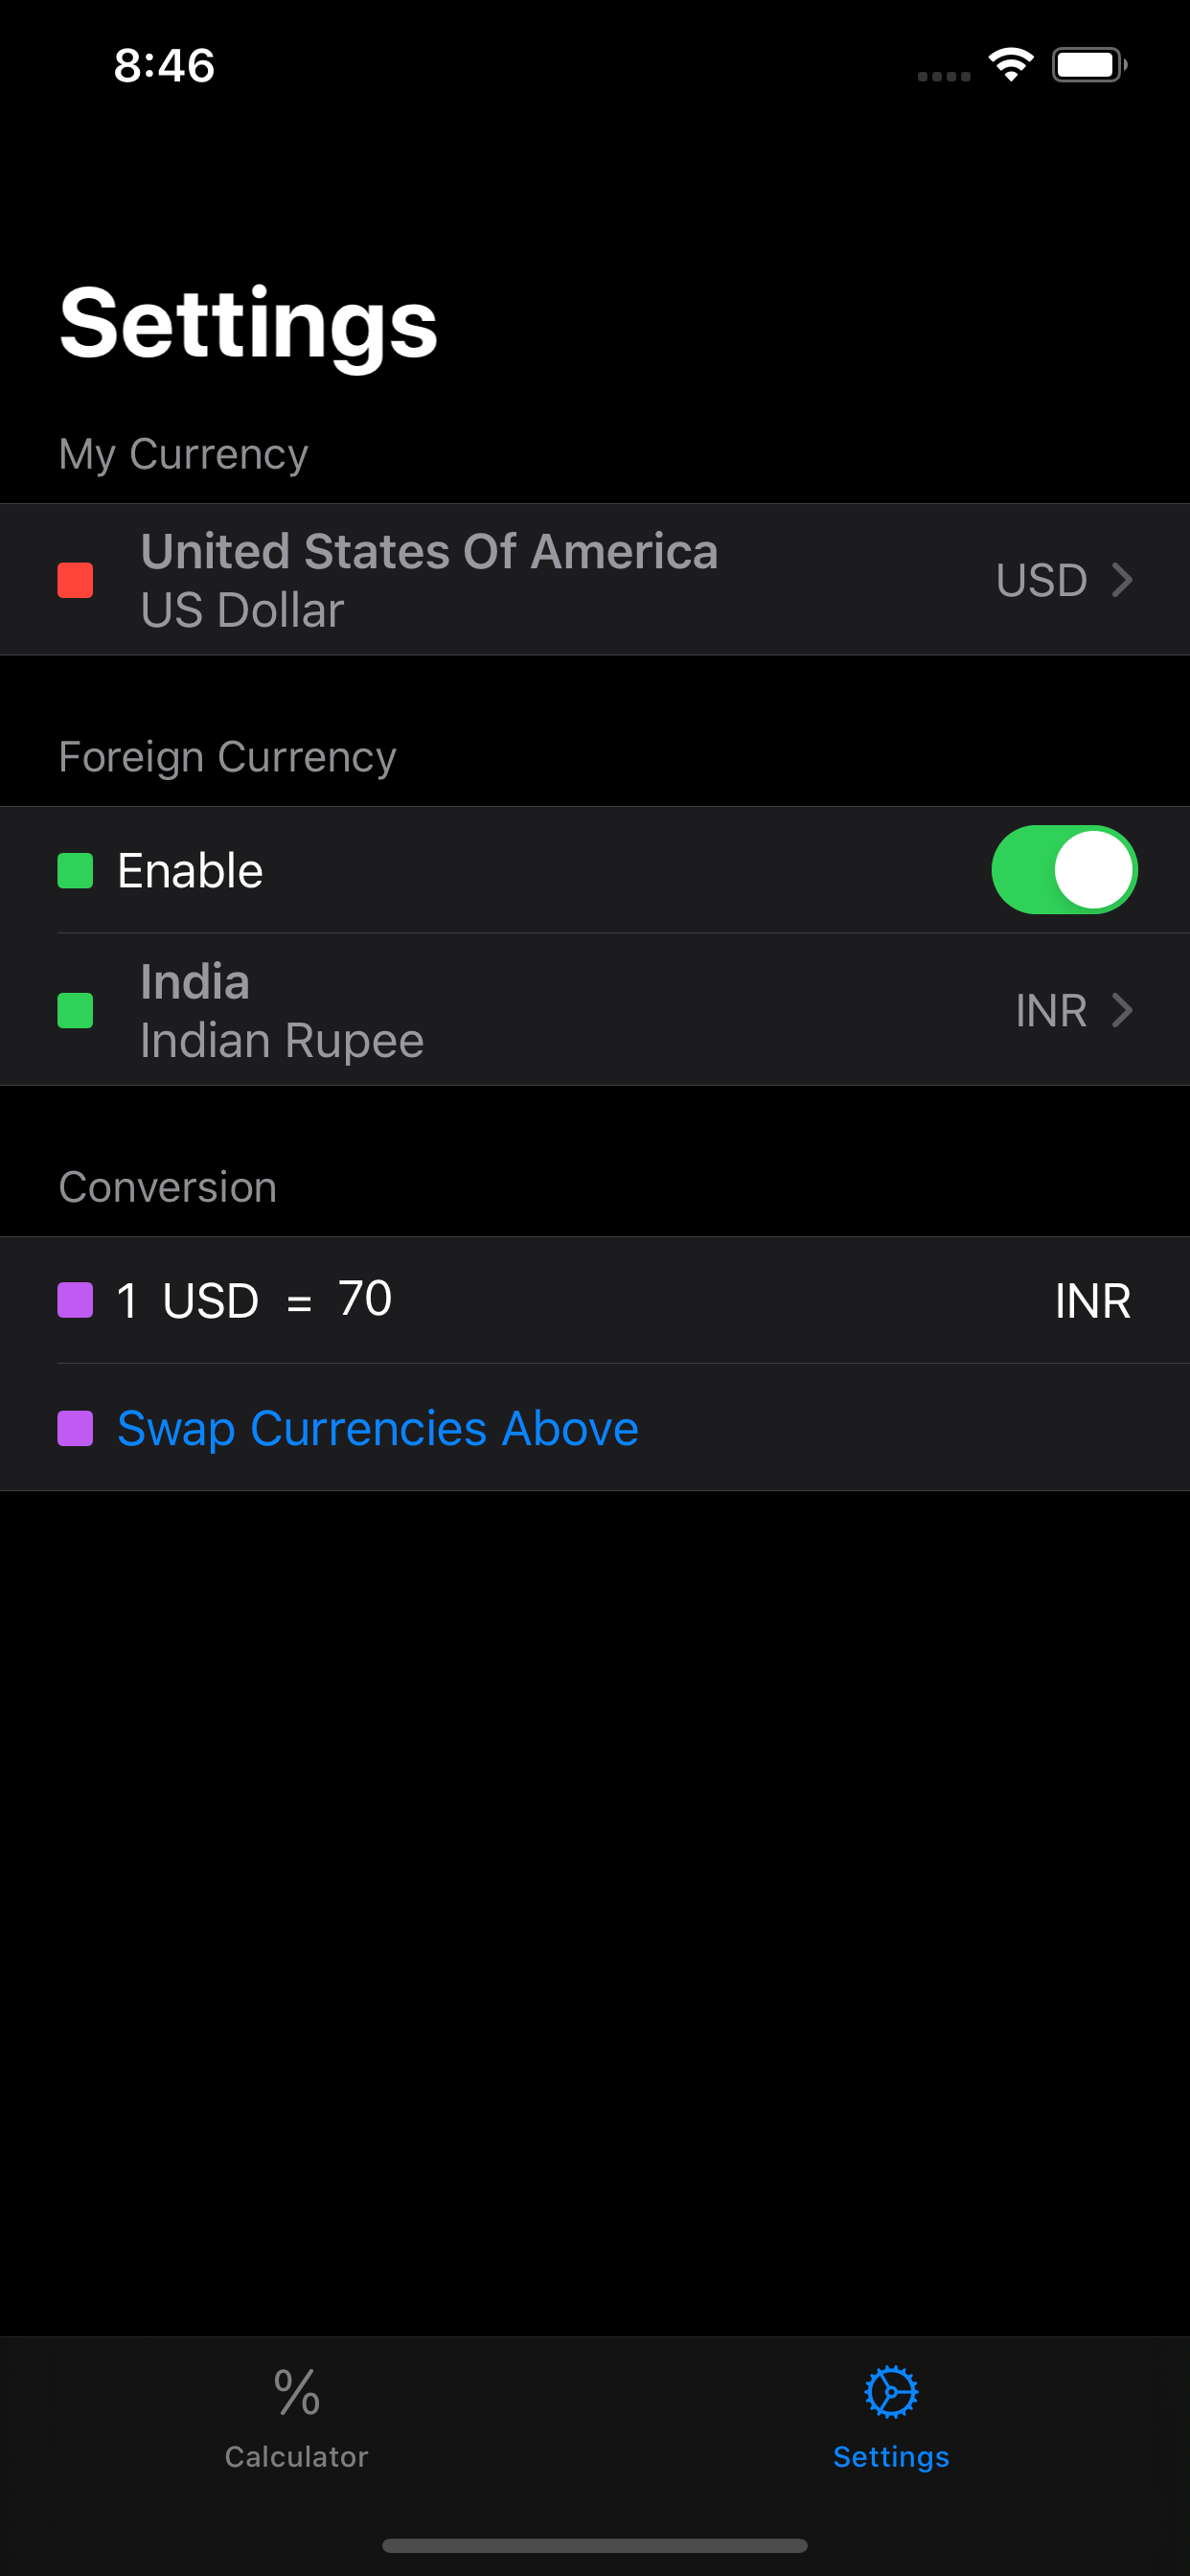 8:46
Settings
My Currency
United States Of America
US Dollar
USD
Foreign Currency
Enable
India
Indian Rupee
INR
Conversion
1 USD = 70 INR
Swap Currencies Above
%
Calculator
Settings